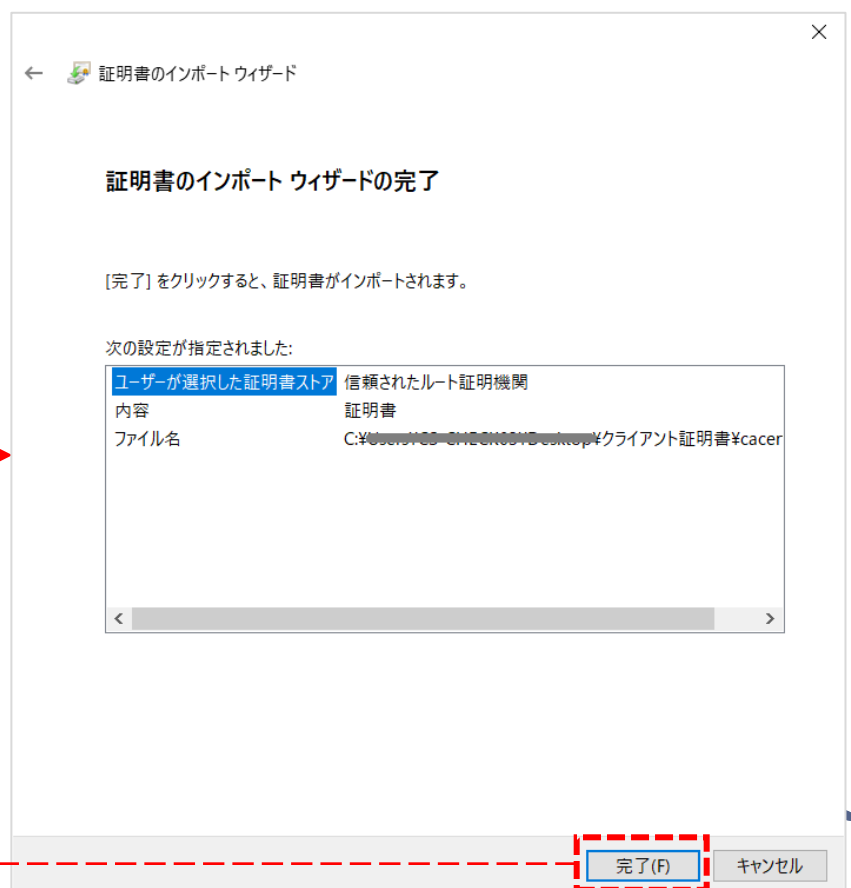 証明書のインポート ウィザード
証明書のインポート ウィザードの完了
[完了] をクリックすると、証明書がインポートされます。
次の設定が指定されました:
ユーザーが選択した証明書ストア 信頼されたルート証明機関
内容 証明書
ファイル名 C:¥ ¥クライアント証明書¥cacer
完了(F) キャンセル